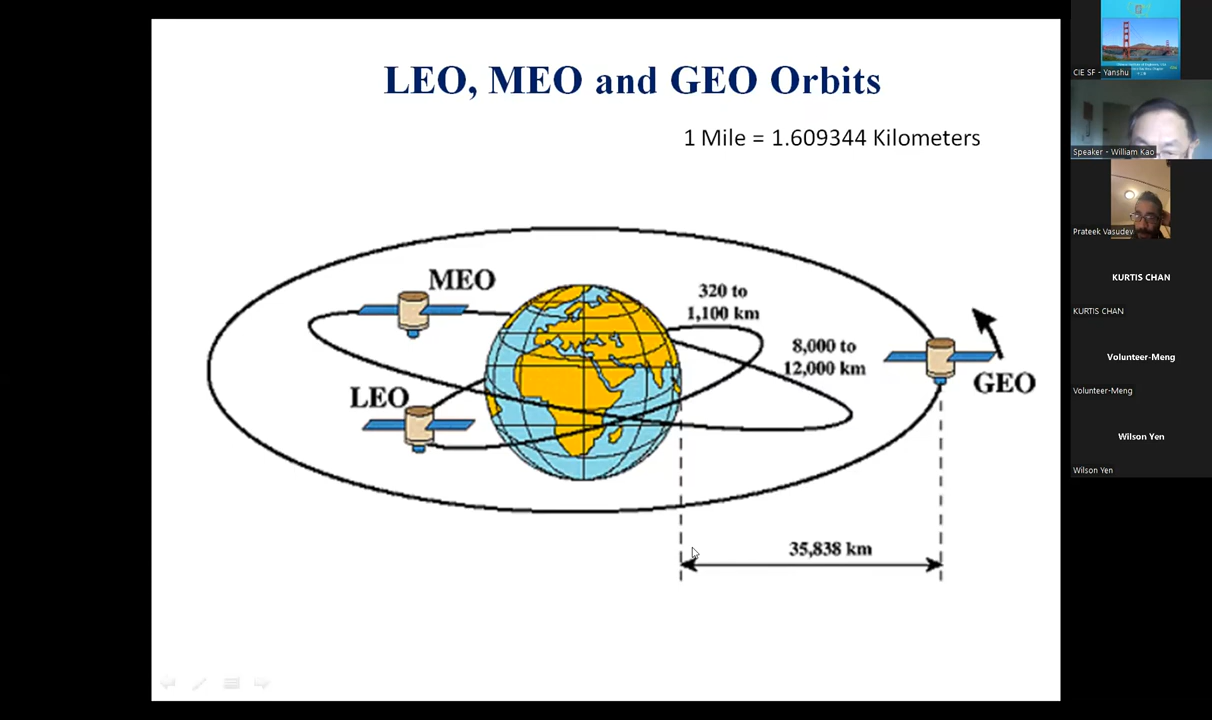 LEO, MEO and GEO Orbits
1 Mile = 1.609344 Kilometers
MEO
320 to
1,100 km
8,000 to
12,000 km
GEO
LEO
35,838 km
CIE SF - Yanshu
Speaker - William Kao
Prateek Vasudev
KURTIS CHAN
KURTIS CHAN
Volunteer-Meng
Volunteer-Meng
Wilson Yen
Wilson Yen